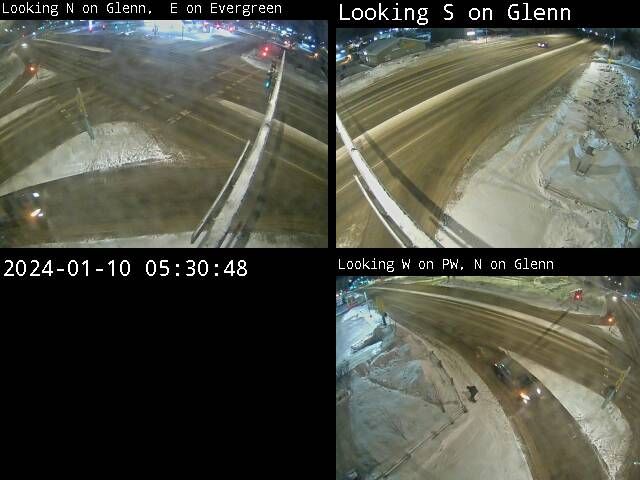 Looking N on Glenn,  E on Evergreen
Looking S on Glenn
2024-01-10 05:30:48
Looking W on PW, N on Glenn